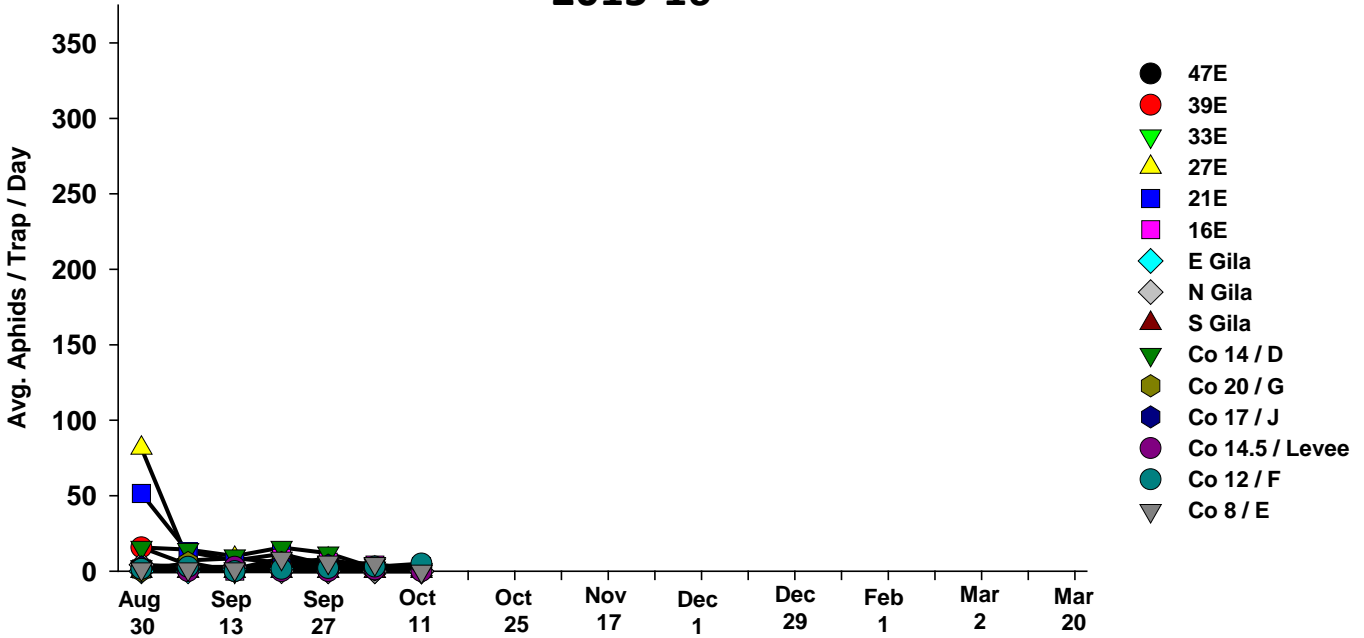 350
300
250
200
150
100
50
0
Avg. Aphids / Trap / Day
Aug 30
Sep 13
Sep 27
Oct 11
Oct 25
Nov 17
Dec 1
Dec 29
Feb 1
Mar 2
Mar 20
47E
39E
33E
27E
21E
16E
E Gila
N Gila
S Gila
Co 14 / D
Co 20 / G
Co 17 / J
Co 14.5 / Levee
Co 12 / F
Co 8 / E